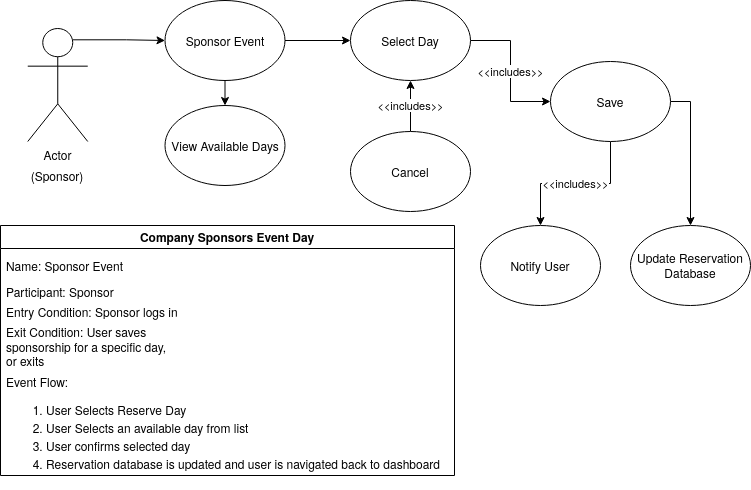 Sponsor Event
Select Day
<<includes>>
Save
<<includes>>
View Available Days
Cancel
Actor
(Sponsor)
<<includes>>
Notify User
Update Reservation
Database
Company Sponsors Event Day
Name: Sponsor Event
Participant: Sponsor
Entry Condition: Sponsor logs in
Exit Condition: User saves
sponsorship for a specific day,
or exits
Event Flow:
1. User Selects Reserve Day
2. User Selects an available day from list
3. User confirms selected day
4. Reservation database is updated and user is navigated back to dashboard